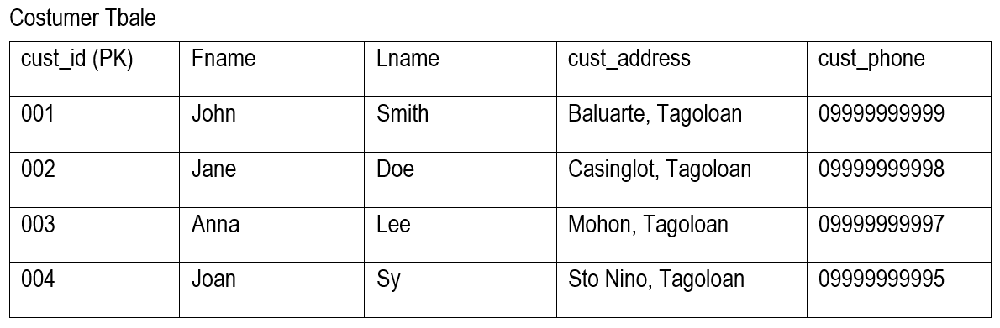 Costumer Tbale
cust_id (PK) Fname Lname cust_address cust_phone
001 John Smith Baluarte, Tagoloan 09999999999
002 Jane Doe Casinglot, Tagoloan 09999999998
003 Anna Lee Mohon, Tagoloan 09999999997
004 Joan Sy Sto Nino, Tagoloan 09999999995